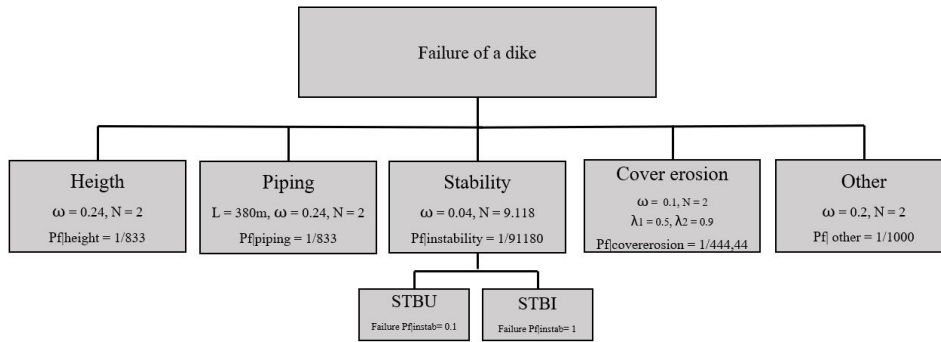 Failure of a dike
Heigth
ω = 0.24, N = 2
Pf|height = 1/833
Piping
L = 380m, ω = 0.24, N = 2
Pf|piping = 1/833
Stability
ω = 0.04, N = 9.118
Pf|instability = 1/91180
Cover erosion
ω = 0.1, N = 2
λ1 = 0.5, λ2 = 0.9
Pf|covererosion = 1/444,44
Other
ω = 0.2, N = 2
Pf| other = 1/1000
STBU
Failure Pf|instab= 0.1
STBI
Failure Pf|instab= 1